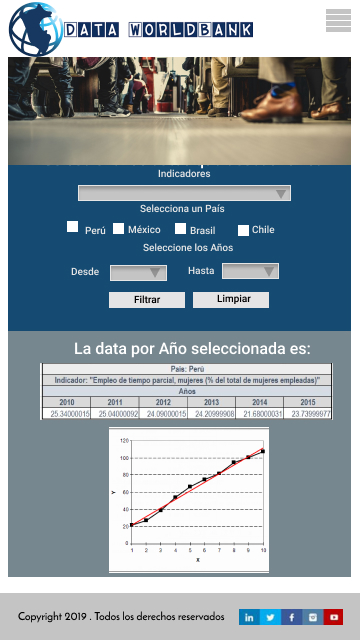 DATA WORLDBANK
Indicadores
Selecciona un País
Perú México Brasil Chile
Seleccione los Años
Desde Hasta
Filtrar Limpiar
La data por Año seleccionada es:
País: Perú
Indicador: "Empleo de tiempo parcial, mujeres (% del total de mujeres empleadas)"
Años
2010 2011 2012 2013 2014 2015
25.34000015 25.04000092 24.09000015 24.20999908 21.68000031 23.73999977
120
100
80
60
40
20
0
Y
1 2 3 4 5 6 7 8 9 10
X
Copyright 2019 . Todos los derechos reservados